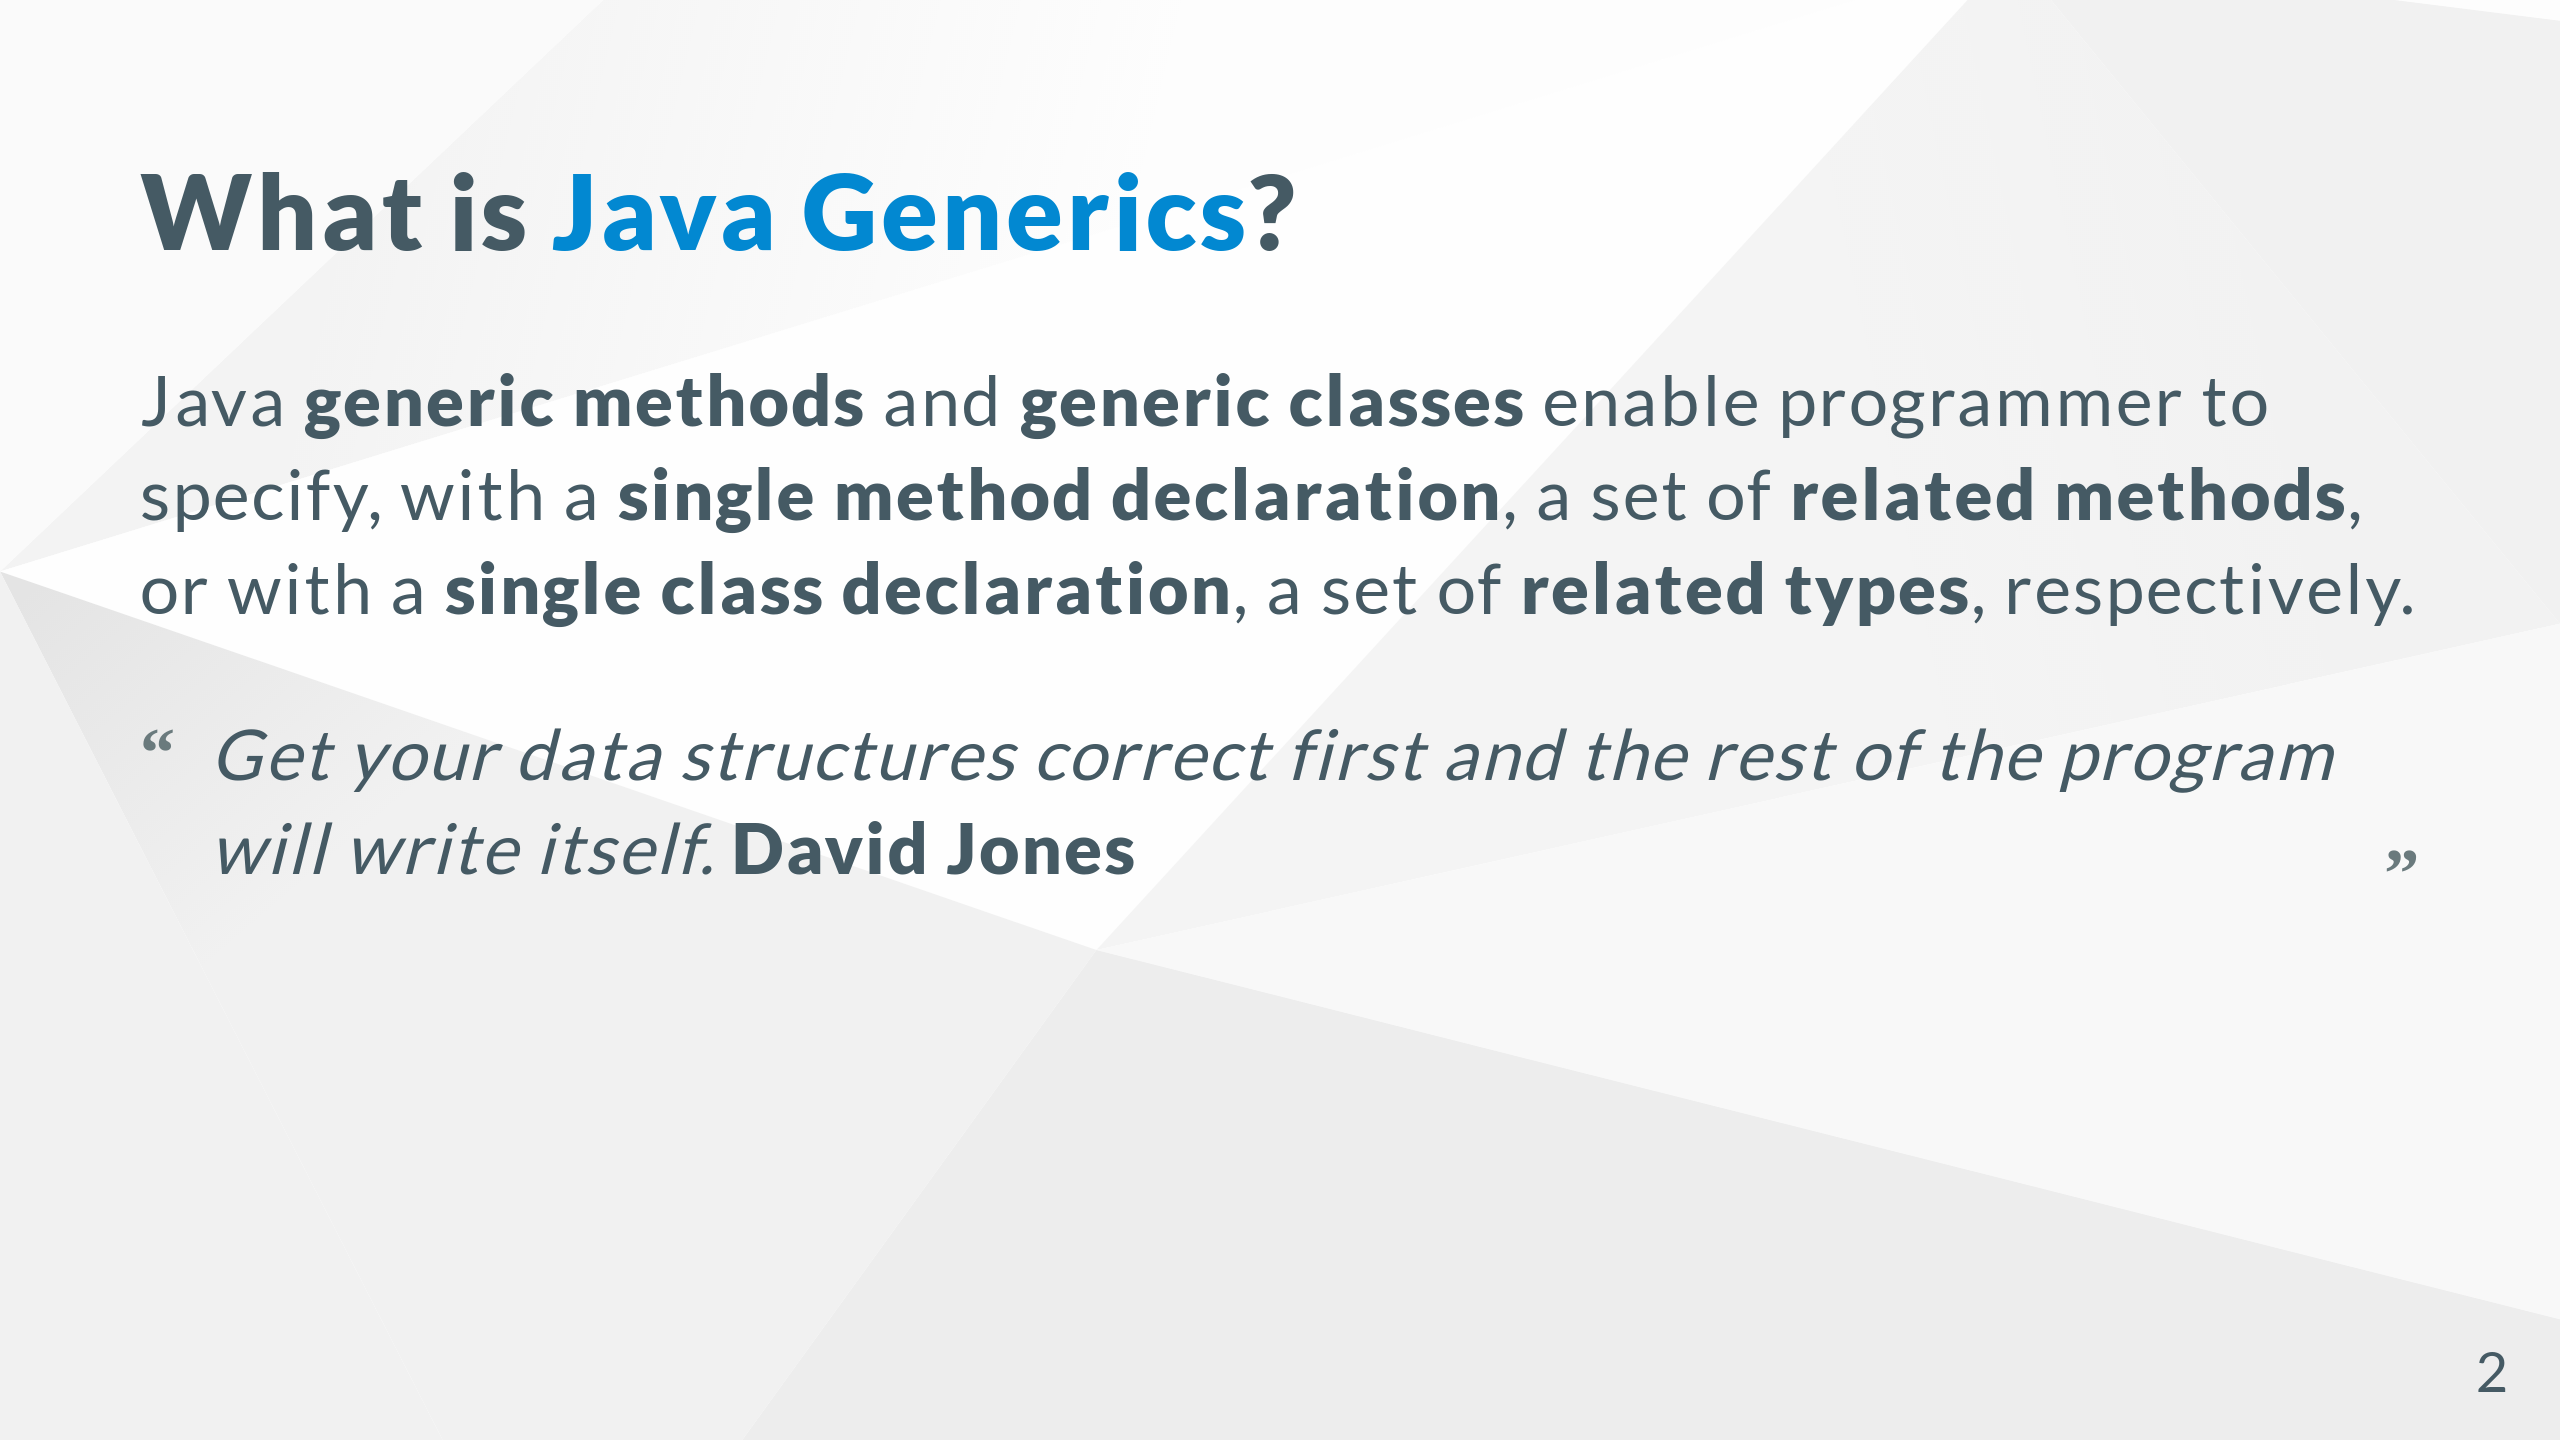 What is Java Generics?
Java generic methods and generic classes enable programmer to
specify, with a single method declaration, a set of related methods,
or with a single class declaration, a set of related types, respectively.
“ Get your data structures correct first and the rest of the program
will write itself. David Jones ”
2